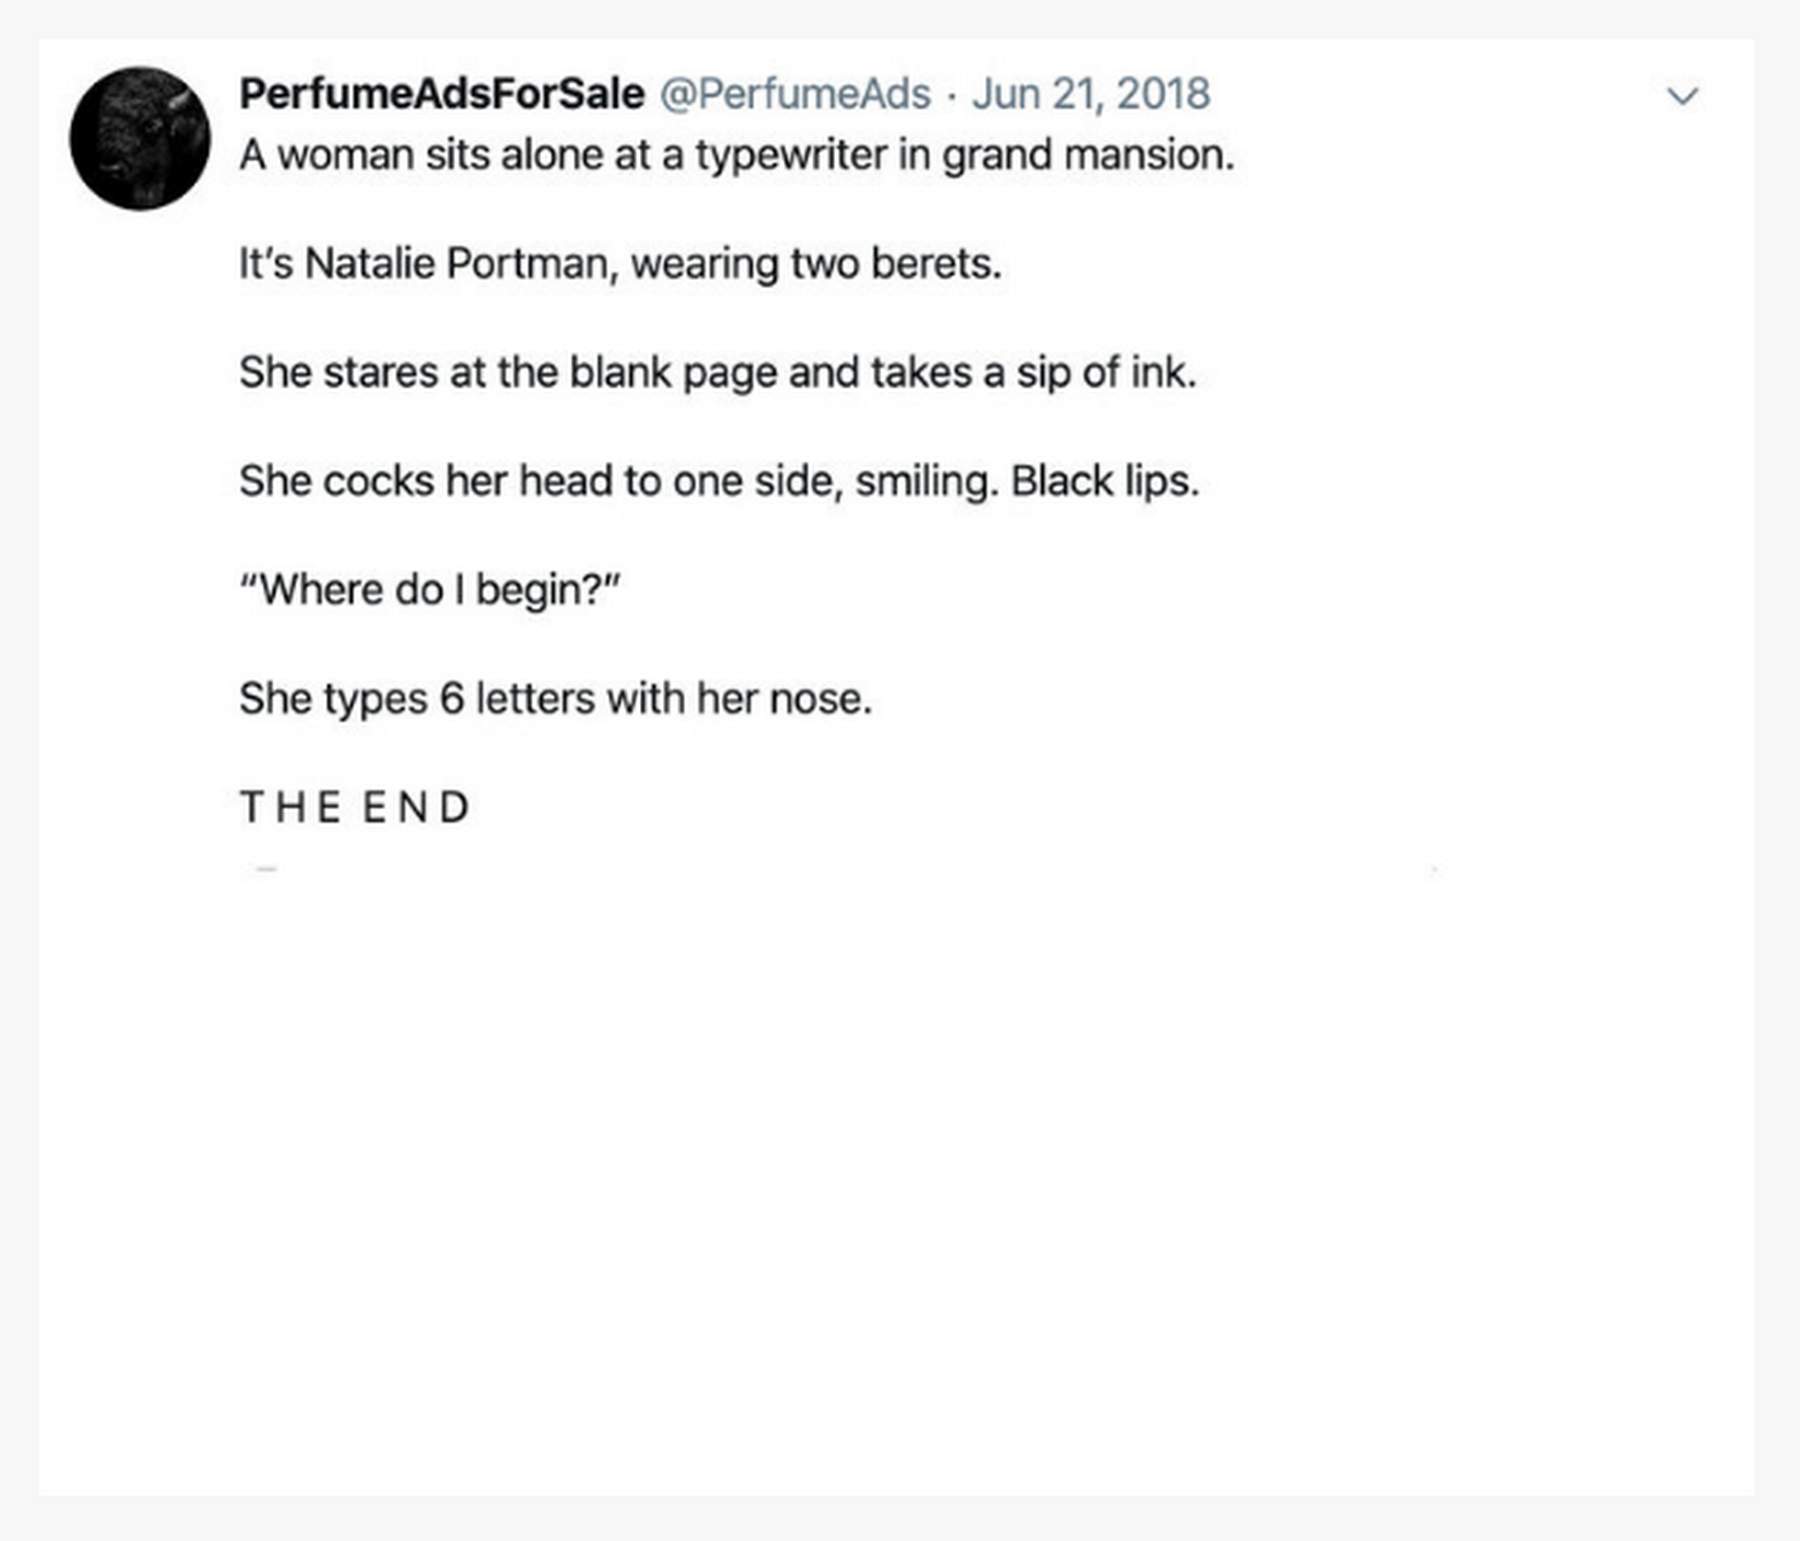 PerfumeAdsForSale @PerfumeAds · Jun 21, 2018
A woman sits alone at a typewriter in grand mansion.
It’s Natalie Portman, wearing two berets.
She stares at the blank page and takes a sip of ink.
She cocks her head to one side, smiling. Black lips.
“Where do I begin?”
She types 6 letters with her nose.
T H E  E N D